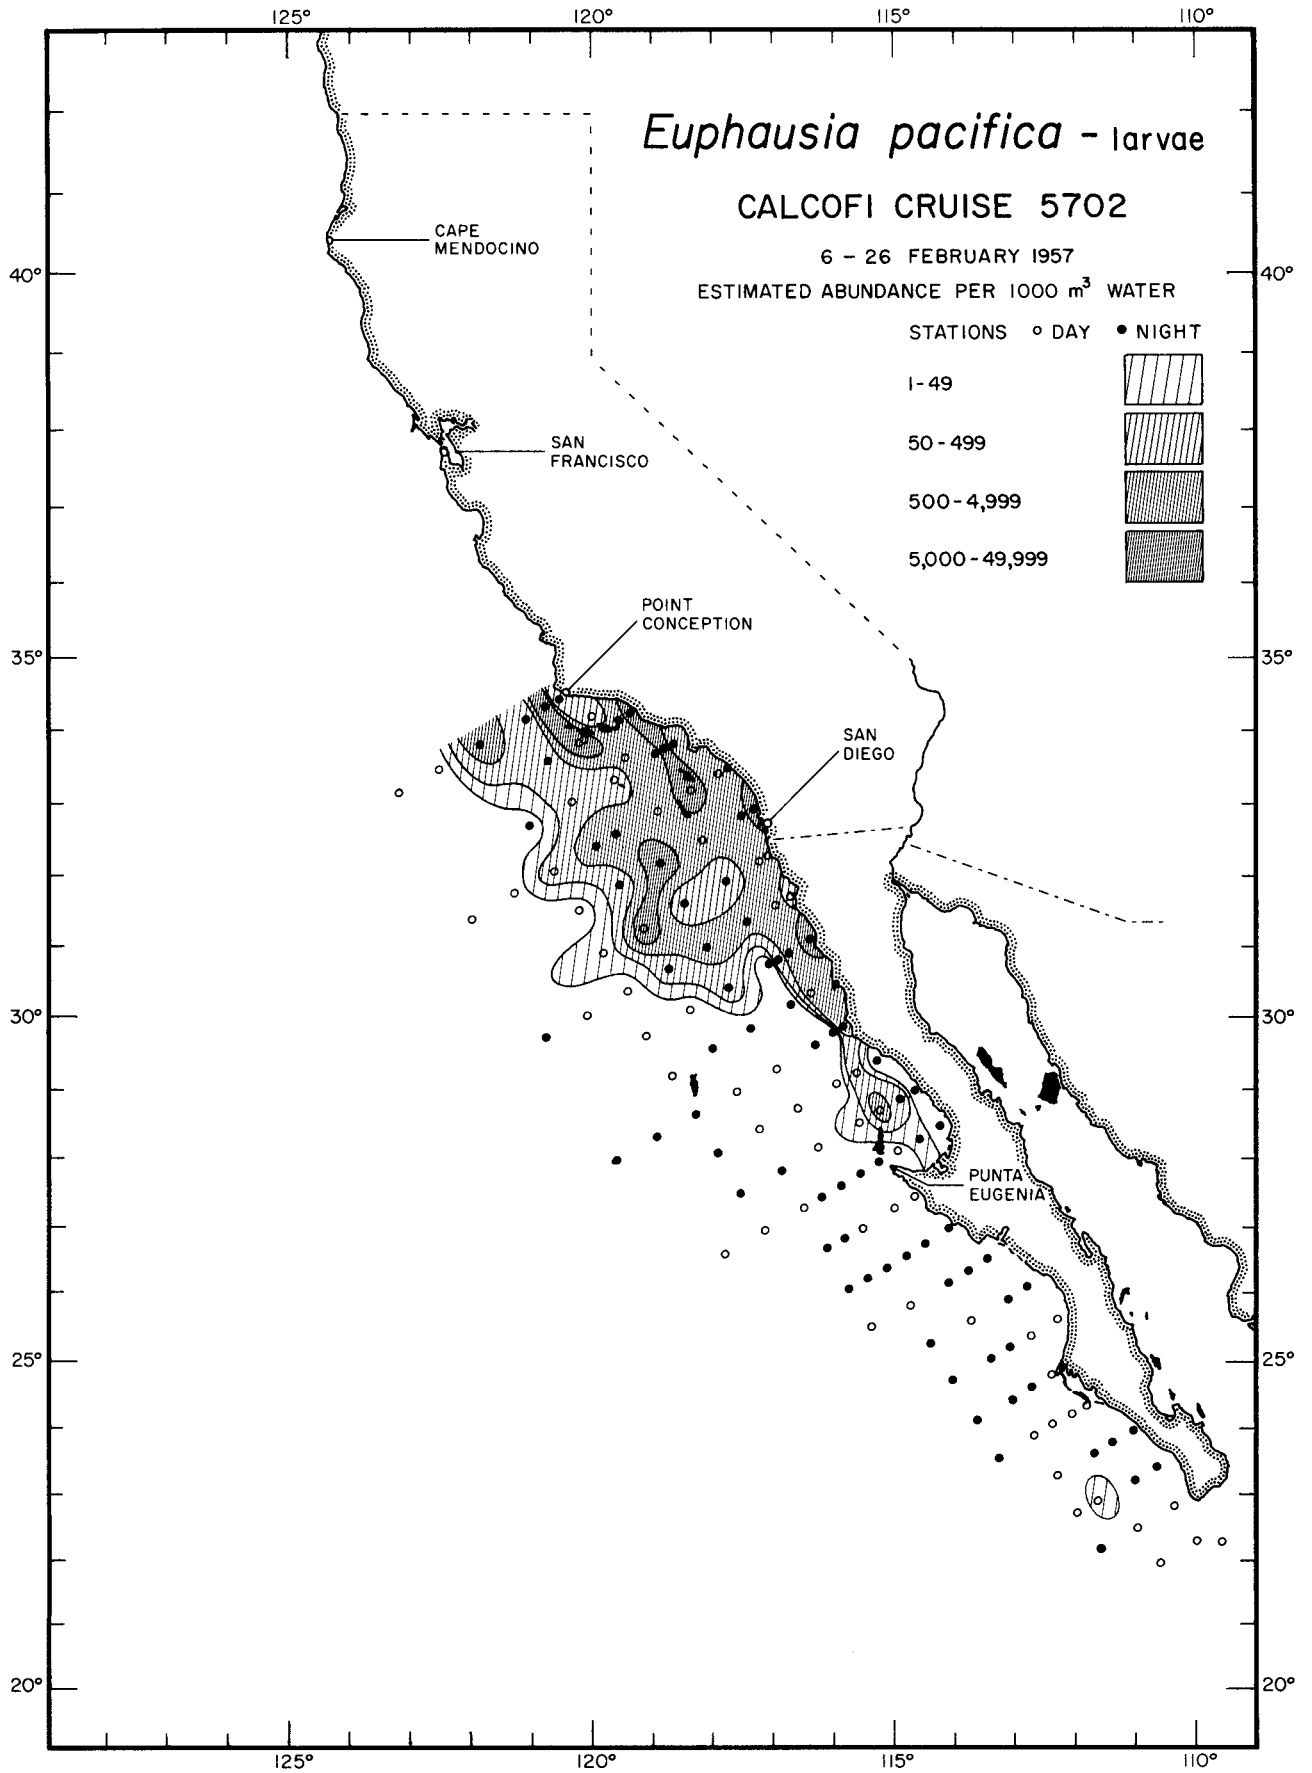 125° 120° 115° 110°
Euphausia pacifica - larvae
CALCOFI CRUISE 5702
6 - 26 FEBRUARY 1957
ESTIMATED ABUNDANCE PER 1000 m³ WATER
STATIONS ○ DAY ● NIGHT
1-49
50-499
500-4,999
5,000-49,999
CAPE
MENDOCINO
40° 40°
SAN
FRANCISCO
POINT
CONCEPTION
35° 35°
SAN
DIEGO
30° 30°
PUNTA
EUGENIA
25° 25°
20° 20°
125° 120° 115° 110°